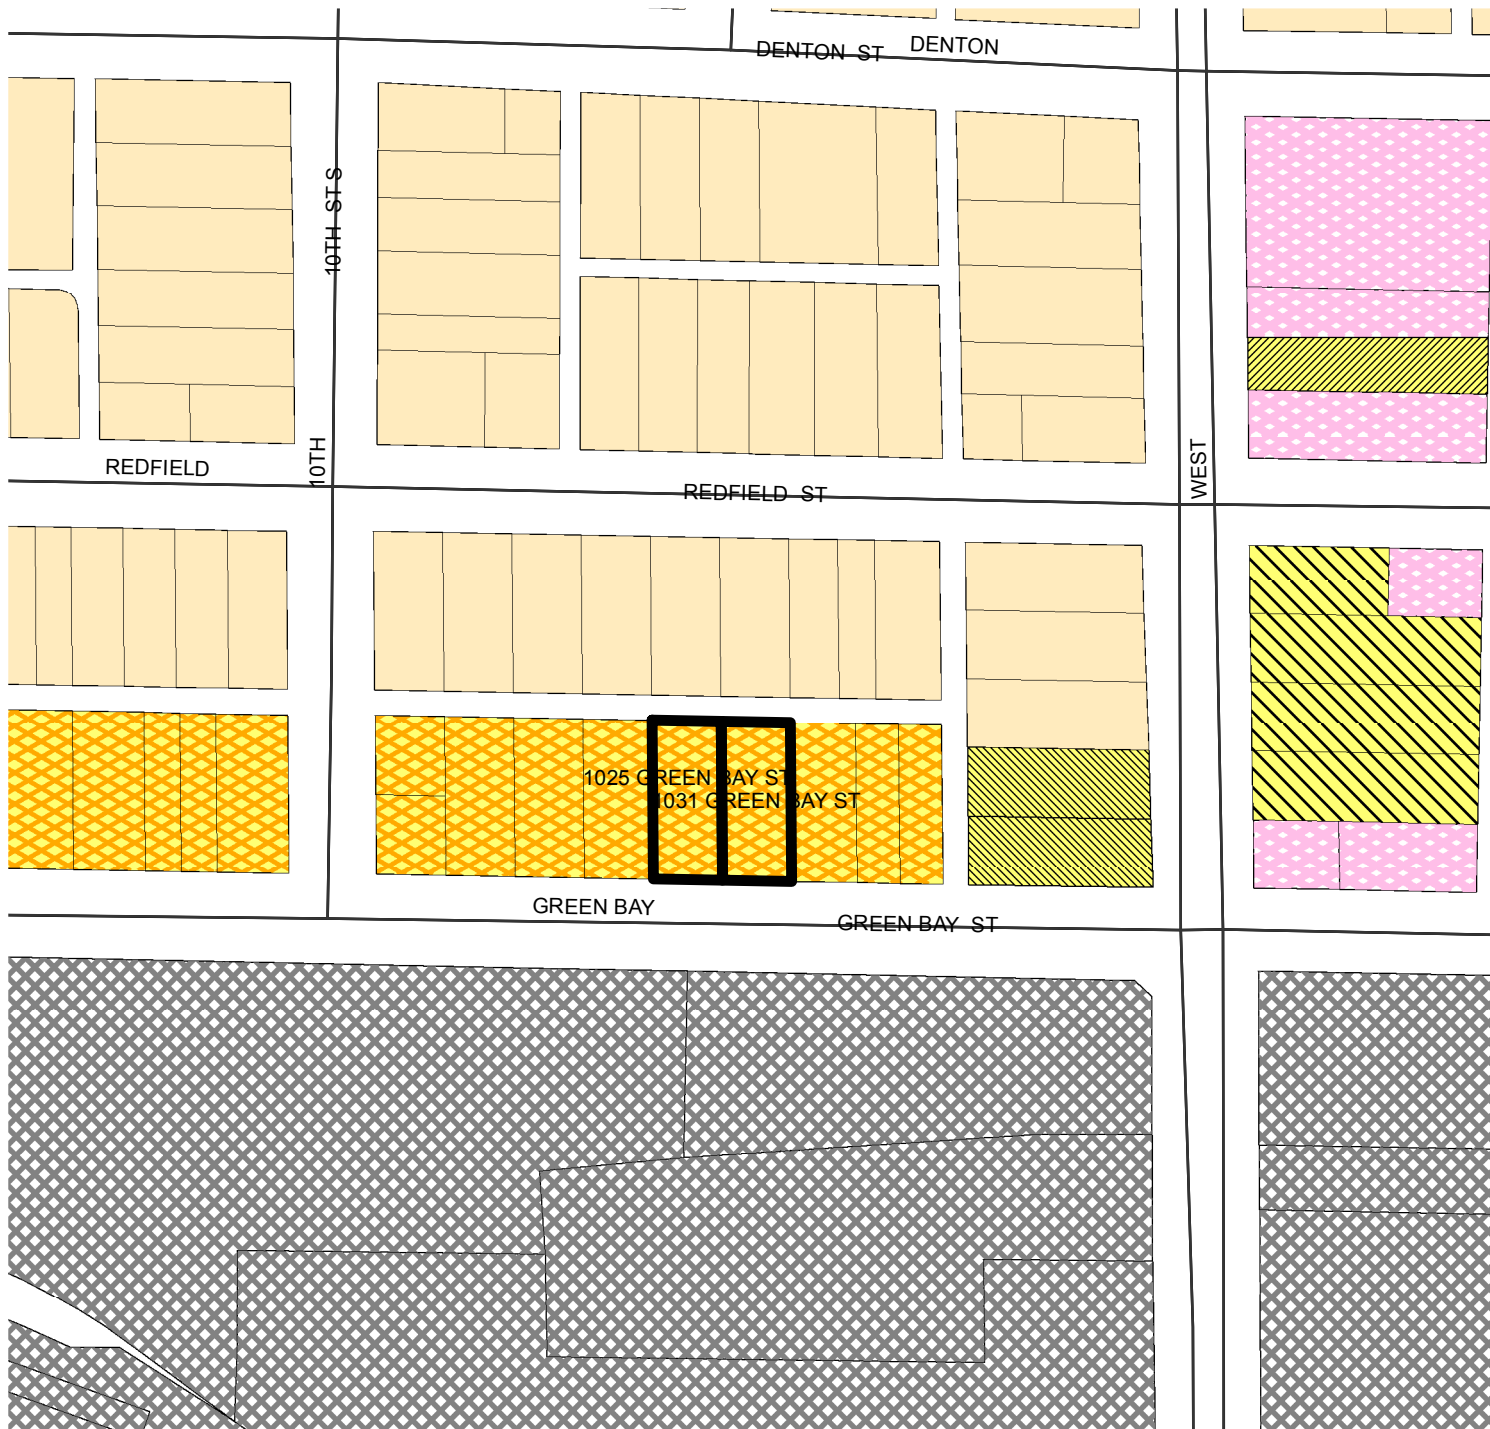 DENTON ST
DENTON
10TH ST S
10TH
WEST
REDFIELD
REDFIELD ST
1025 GREEN BAY ST
1031 GREEN BAY ST
GREEN BAY
GREEN BAY ST